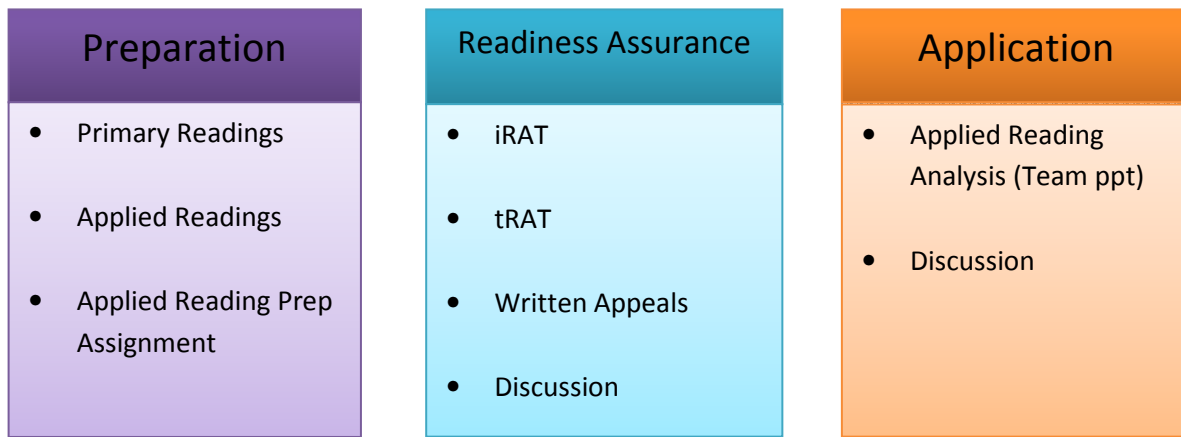 Preparation
• Primary Readings
• Applied Readings
• Applied Reading Prep
Assignment
Readiness Assurance
• iRAT
• tRAT
• Written Appeals
• Discussion
Application
• Applied Reading
Analysis (Team ppt)
• Discussion